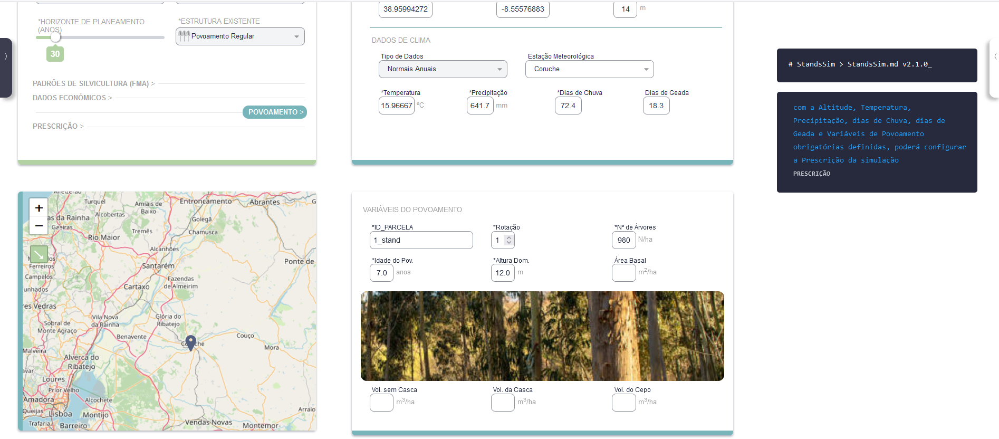 38.95994272
-8.55576883
14 m
*HORIZONTE DE PLANEAMENTO
(ANOS)
30
*ESTRUTURA EXISTENTE
Povoamento Regular
PADRÕES DE SILVICULTURA (FMA) >
DADOS ECONÓMICOS >
POVOAMENTO >
PRESCRIÇÃO >
DADOS DE CLIMA
Tipo de Dados
Normais Anuais
Estação Meteorológica
Coruche
*Temperatura
15.96667 ºC
*Precipitação
641.7 mm
*Dias de Chuva
72.4
Dias de Geada
18.3
# StandsSim > StandsSim.md v2.1.0_
com a Altitude, Temperatura,
Precipitação, dias de Chuva, dias de
Geada e Variáveis de Povoamento
obrigatórias definidas, poderá configurar
a Prescrição da simulação
PRESCRIÇÃO
+
−
Turquel
Alcobertas
Amiais de
Baixo
Entroncamento
Abrantes
as da Rainha
Gaeiras
Tremês
Golegã
Chamusca
Rio Maior
Alcanhões
Santarém
Ponte de
Ferreiros
Campelos
Fazendas
de Almeirim
Cartaxo
res Vedras
Sobral de
Monte Agraço
Vila Nova
da Rainha
Glória do
Ribatejo
Benavente
Couço
Mora
Malveira
Alverca do
Ribatejo
Loures
Prior Velho
Amadora
Alcochete
Queijas
Lisboa
Montijo
Trafaria
Barreiro
Vendas Novas
Montemor-
Arraio
VARIÁVEIS DO POVOAMENTO
*ID_PARCELA
1_stand
*Rotação
1
*Nº de Árvores
980 N/ha
*Idade do Pov.
7.0 anos
*Altura Dom.
12.0 m
Área Basal
m²/ha
Vol. sem Casca
m³/ha
Vol. da Casca
m³/ha
Vol. do Cepo
m³/ha